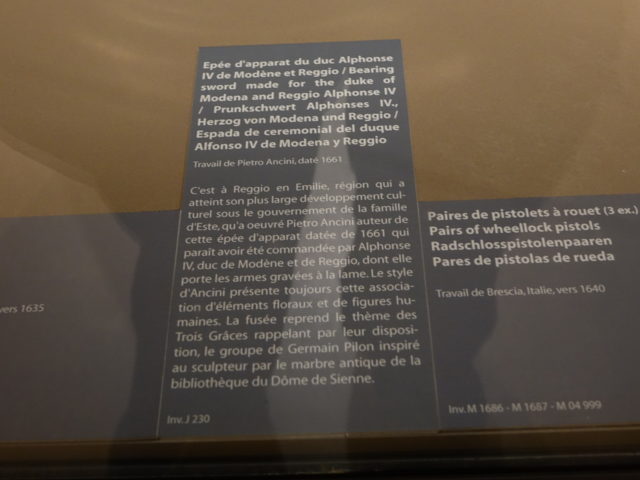 Epée d'apparat du duc Alphonse
IV de Modène et Reggio / Bearing
sword made for the duke of
Modena and Reggio Alphonse IV
/ Prunkschwert Alphonses IV.,
Herzog von Modena und Reggio /
Espada de ceremonial del duque
Alfonso IV de Modena y Reggio
Travail de Pietro Ancini, daté 1661
C'est à Reggio en Emilie, région qui a
atteint son plus large développement cul-
turel sous le gouvernement de la famille
d'Este, qu'a oeuvré Pietro Ancini auteur de
cette épée d'apparat datée de 1661 qui
paraît avoir été commandée par Alphonse
IV, duc de Modène et de Reggio, dont elle
porte les armes gravées à la lame. Le style
d'Ancini présente toujours cette associa-
tion d'éléments floraux et de figures hu-
maines. La fusée reprend le thème des
Trois Grâces rappelant par leur disposi-
tion, le groupe de Germain Pilon inspiré
au sculpteur par le marbre antique de la
bibliothèque du Dôme de Sienne.
Inv. J 230
vers 1635
Paires de pistolets à rouet (3 ex.)
Pairs of wheellock pistols
Radschlosspistolenpaaren
Pares de pistolas de rueda
Travail de Brescia, Italie, vers 1640
Inv. M 1686 - M 1687 - M 04 999